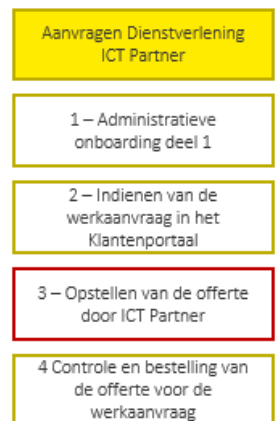 Aanvragen Dienstverlening
ICT Partner
1 – Administratieve
onboarding deel 1
2 – Indienen van de
werkaanvraag in het
Klantenportaal
3 – Opstellen van de offerte
door ICT Partner
4 Controle en bestelling van
de offerte voor de
werkaanvraag